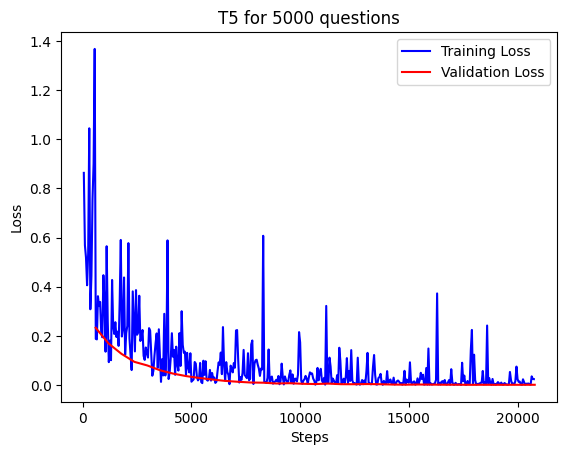 T5 for 5000 questions
Training Loss
Validation Loss
Loss
1.4
1.2
1.0
0.8
0.6
0.4
0.2
0.0
0
5000
10000
15000
20000
Steps